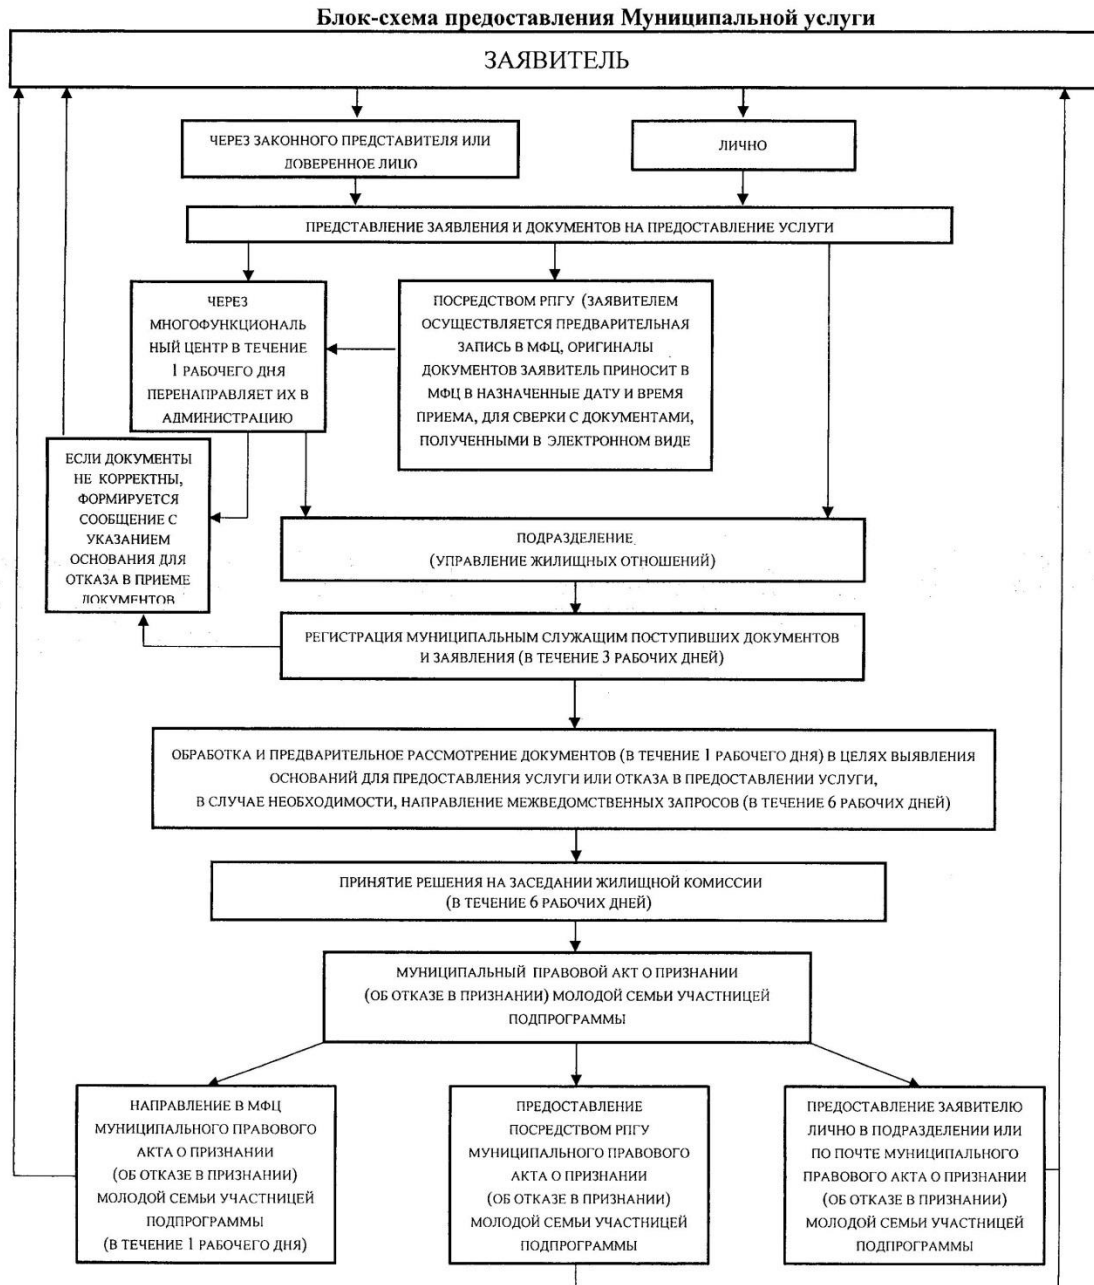 Блок-схема предоставления Муниципальной услуги
ЗАЯВИТЕЛЬ
ЧЕРЕЗ ЗАКОННОГО ПРЕДСТАВИТЕЛЯ ИЛИ
ДОВЕРЕННОЕ ЛИЦО
ЛИЧНО
ПРЕДСТАВЛЕНИЕ ЗАЯВЛЕНИЯ И ДОКУМЕНТОВ НА ПРЕДОСТАВЛЕНИЕ УСЛУГИ
ЧЕРЕЗ
МНОГОФУНКЦИОНАЛЬ
НЫЙ ЦЕНТР В ТЕЧЕНИЕ
1 РАБОЧЕГО ДНЯ
ПЕРЕНАПРАВЛЯЕТ ИХ В
АДМИНИСТРАЦИЮ
ПОСРЕДСТВОМ РПГУ (ЗАЯВИТЕЛЕМ
ОСУЩЕСТВЛЯЕТСЯ ПРЕДВАРИТЕЛЬНАЯ
ЗАПИСЬ В МФЦ, ОРИГИНАЛЫ
ДОКУМЕНТОВ ЗАЯВИТЕЛЬ ПРИНОСИТ В
МФЦ В НАЗНАЧЕННЫЕ ДАТУ И ВРЕМЯ
ПРИЕМА, ДЛЯ СВЕРКИ С ДОКУМЕНТАМИ,
ПОЛУЧЕННЫМИ В ЭЛЕКТРОННОМ ВИДЕ
ЕСЛИ ДОКУМЕНТЫ
НЕ КОРРЕКТНЫ,
ФОРМИРУЕТСЯ
СООБЩЕНИЕ С
УКАЗАНИЕМ
ОСНОВАНИЯ ДЛЯ
ОТКАЗА В ПРИЕМЕ
ДОКУМЕНТОВ
ПОДРАЗДЕЛЕНИЕ
(УПРАВЛЕНИЕ ЖИЛИЩНЫХ ОТНОШЕНИЙ)
РЕГИСТРАЦИЯ МУНИЦИПАЛЬНЫМ СЛУЖАЩИМ ПОСТУПИВШИХ ДОКУМЕНТОВ
И ЗАЯВЛЕНИЯ (В ТЕЧЕНИЕ 3 РАБОЧИХ ДНЕЙ)
ОБРАБОТКА И ПРЕДВАРИТЕЛЬНОЕ РАССМОТРЕНИЕ ДОКУМЕНТОВ (В ТЕЧЕНИЕ 1 РАБОЧЕГО ДНЯ) В ЦЕЛЯХ ВЫЯВЛЕНИЯ
ОСНОВАНИЙ ДЛЯ ПРЕДОСТАВЛЕНИЯ УСЛУГИ ИЛИ ОТКАЗА В ПРЕДОСТАВЛЕНИИ УСЛУГИ,
В СЛУЧАЕ НЕОБХОДИМОСТИ, НАПРАВЛЕНИЕ МЕЖВЕДОМСТВЕННЫХ ЗАПРОСОВ (В ТЕЧЕНИЕ 6 РАБОЧИХ ДНЕЙ)
ПРИНЯТИЕ РЕШЕНИЯ НА ЗАСЕДАНИИ ЖИЛИЩНОЙ КОМИССИИ
(В ТЕЧЕНИЕ 6 РАБОЧИХ ДНЕЙ)
МУНИЦИПАЛЬНЫЙ ПРАВОВОЙ АКТ О ПРИЗНАНИИ
(ОБ ОТКАЗЕ В ПРИЗНАНИИ) МОЛОДОЙ СЕМЬИ УЧАСТНИЦЕЙ
ПОДПРОГРАММЫ
НАПРАВЛЕНИЕ В МФЦ
МУНИЦИПАЛЬНОГО ПРАВОВОГО
АКТА О ПРИЗНАНИИ
(ОБ ОТКАЗЕ В ПРИЗНАНИИ)
МОЛОДОЙ СЕМЬИ УЧАСТНИЦЕЙ
ПОДПРОГРАММЫ
(В ТЕЧЕНИЕ 1 РАБОЧЕГО ДНЯ)
ПРЕДОСТАВЛЕНИЕ
ПОСРЕДСТВОМ РПГУ
МУНИЦИПАЛЬНОГО ПРАВОВОГО
АКТА О ПРИЗНАНИИ
(ОБ ОТКАЗЕ В ПРИЗНАНИИ)
МОЛОДОЙ СЕМЬИ УЧАСТНИЦЕЙ
ПОДПРОГРАММЫ
ПРЕДОСТАВЛЕНИЕ ЗАЯВИТЕЛЮ
ЛИЧНО В ПОДРАЗДЕЛЕНИИ ИЛИ
ПО ПОЧТЕ МУНИЦИПАЛЬНОГО
ПРАВОВОГО АКТА О ПРИЗНАНИИ
(ОБ ОТКАЗЕ В ПРИЗНАНИИ)
МОЛОДОЙ СЕМЬИ УЧАСТНИЦЕЙ
ПОДПРОГРАММЫ